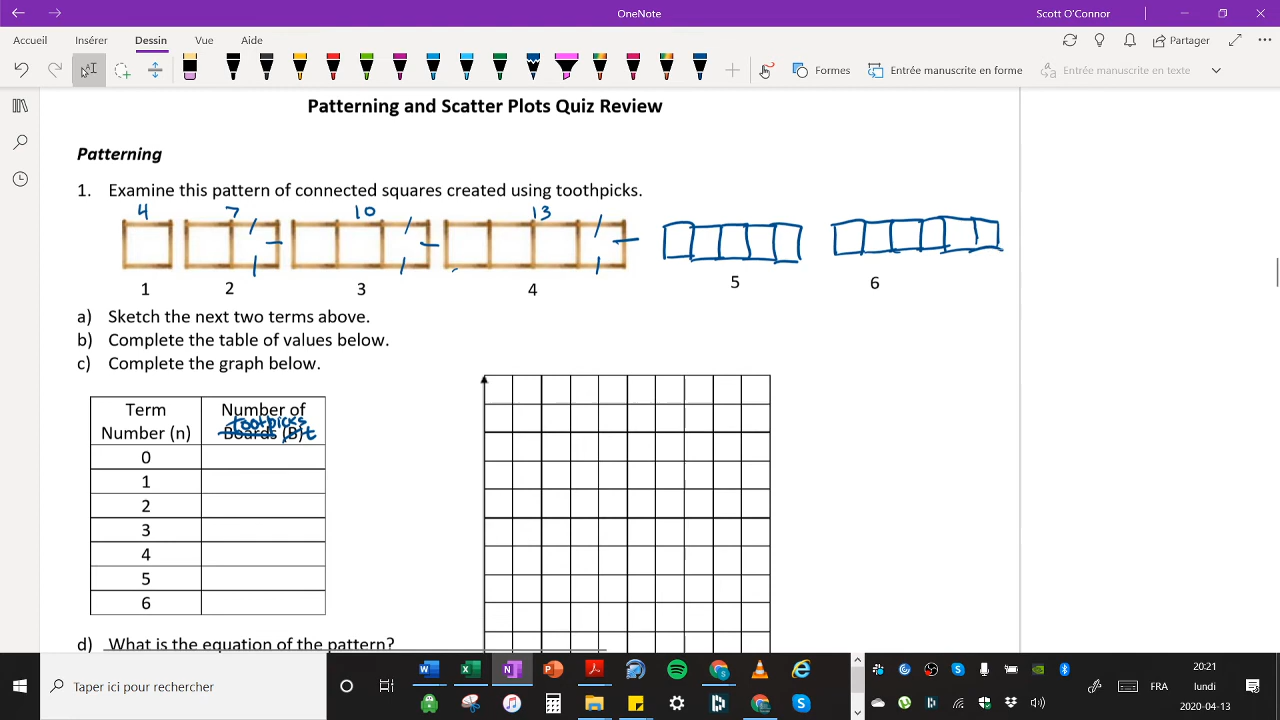 OneNote
Scott O'Connor
Accueil Insérer Dessin Vue Aide
Partager
Formes
Entrée manuscrite en forme
Entrée manuscrite en texte
Patterning and Scatter Plots Quiz Review
Patterning
1. Examine this pattern of connected squares created using toothpicks.
4 7 10 13
1 2 3 4 5 6
a) Sketch the next two terms above.
b) Complete the table of values below.
c) Complete the graph below.
Term Number (n)
Number of Boards (B)
toothpicks t
0
1
2
3
4
5
6
d) What is the equation of the pattern?
Taper ici pour rechercher
FRA
20:21
lundi
2020-04-13